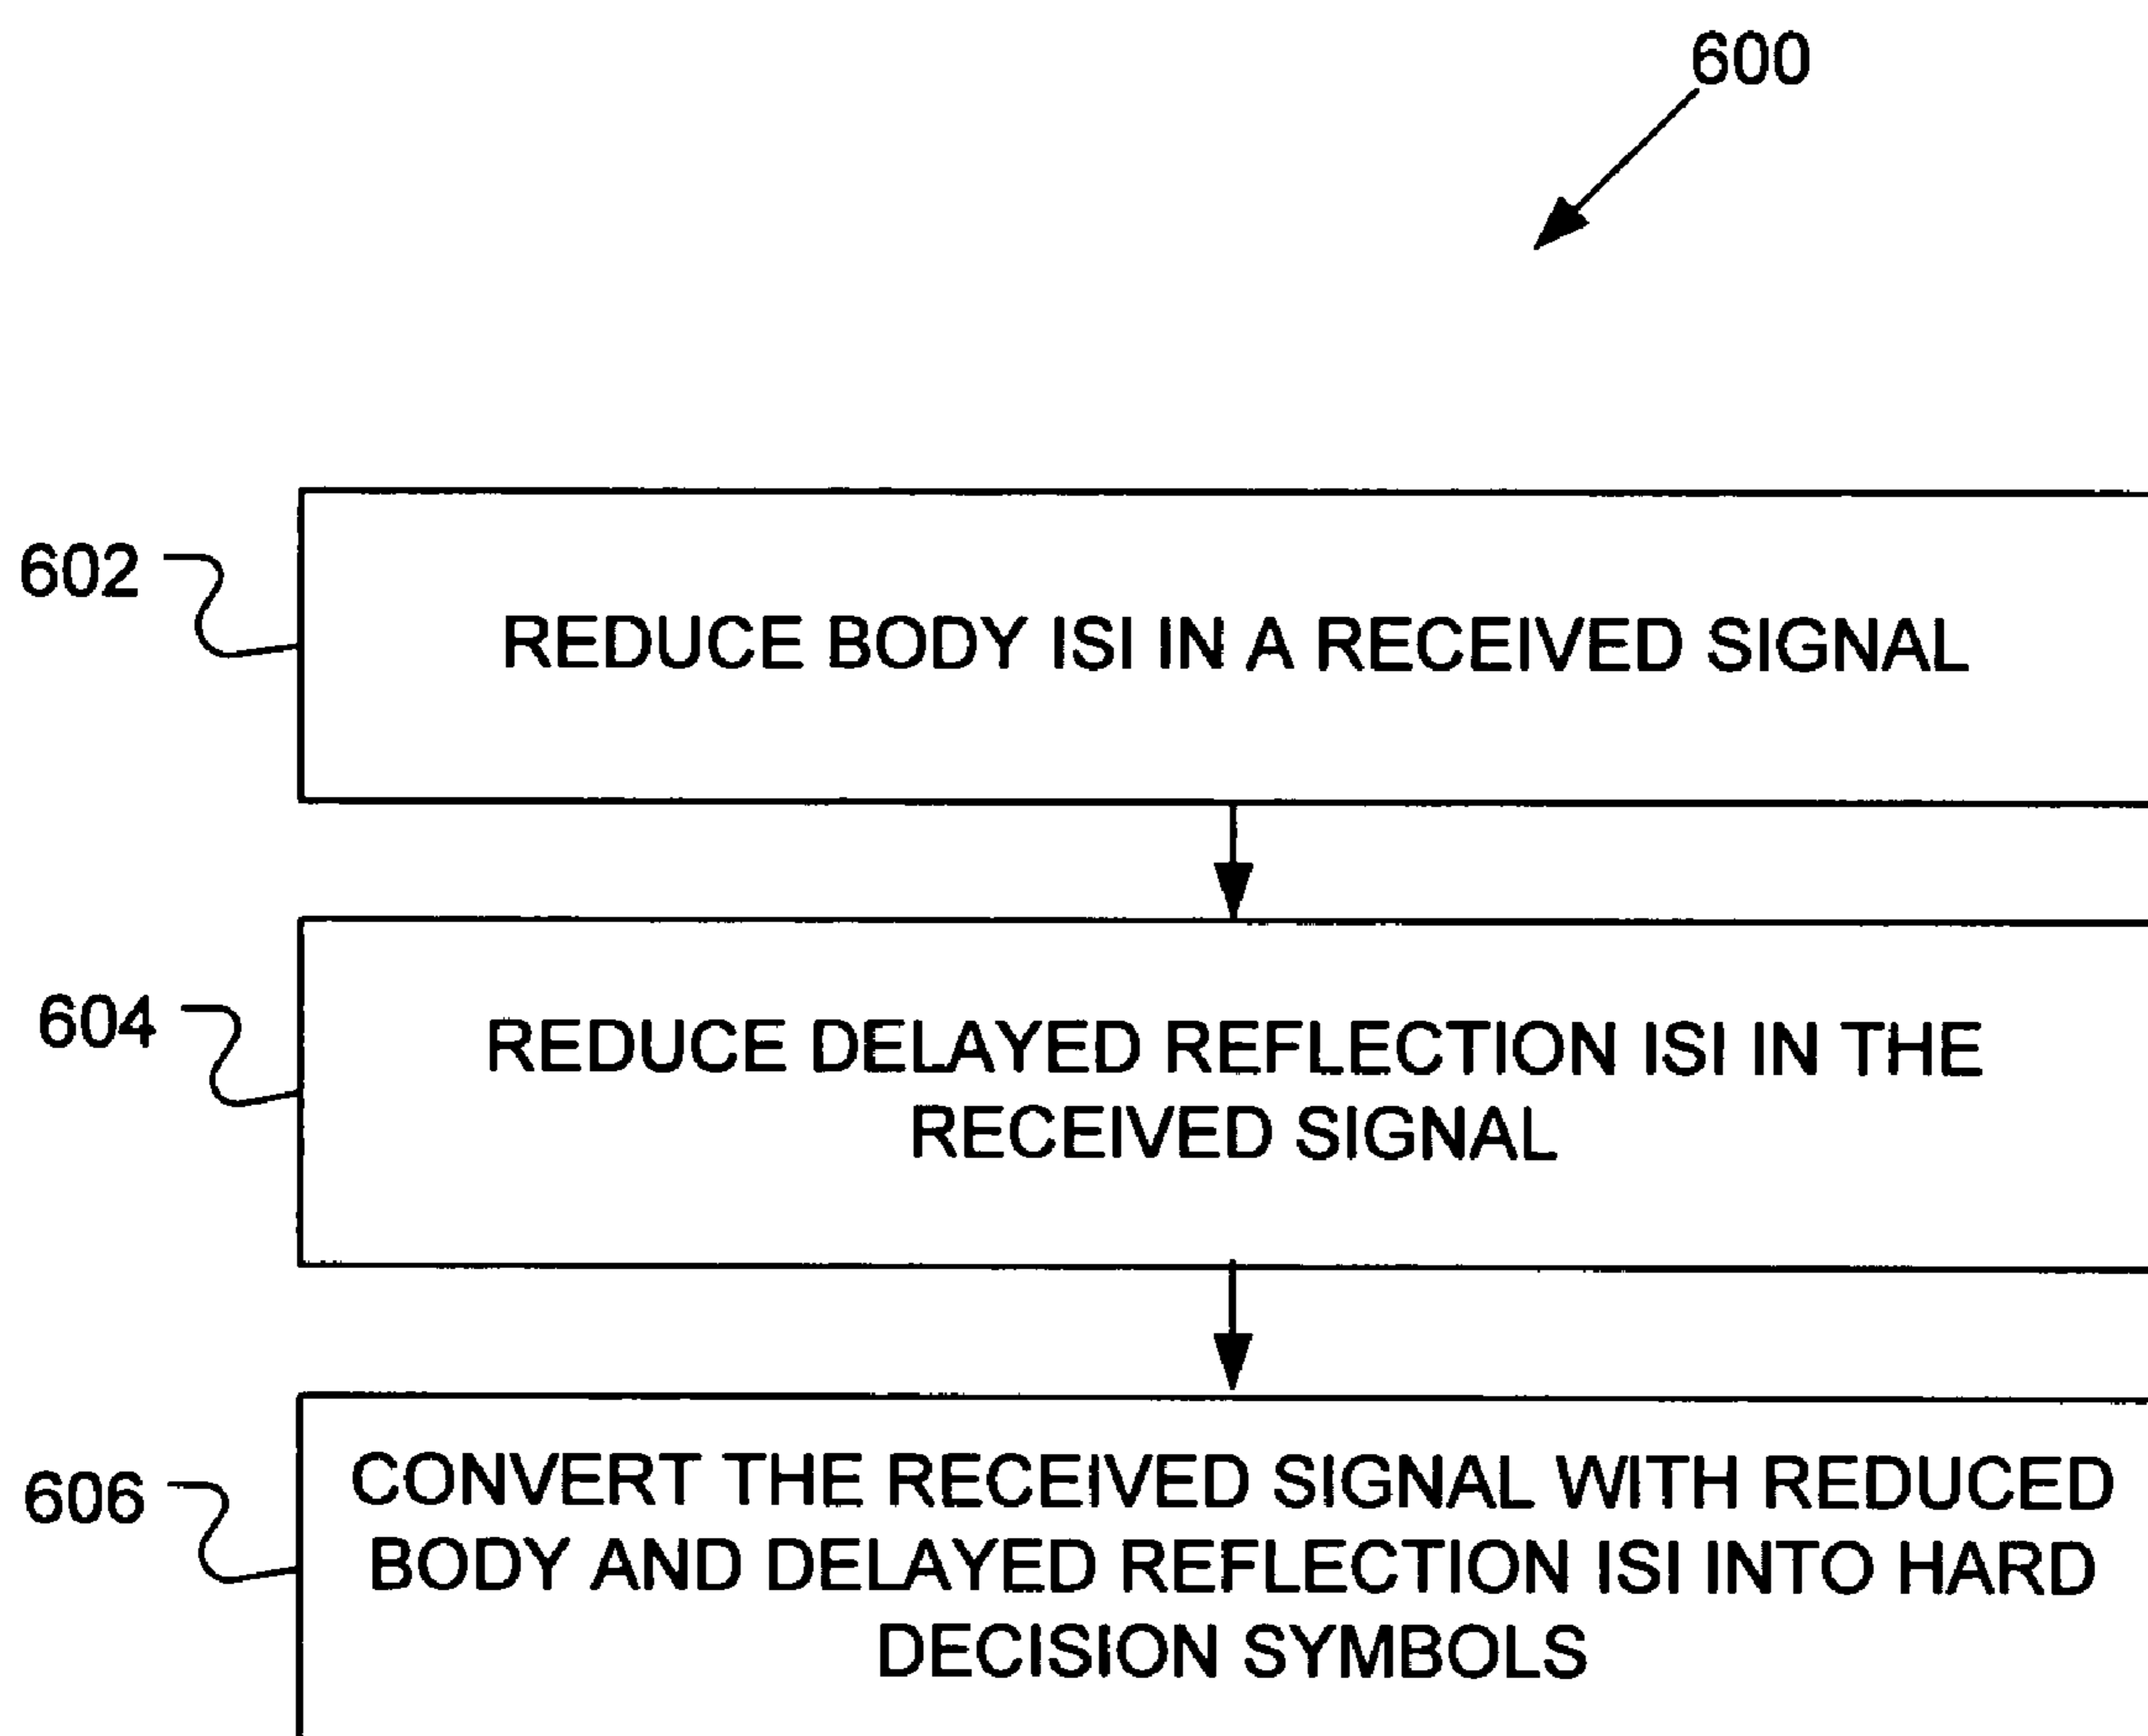 600
602
REDUCE BODY ISI IN A RECEIVED SIGNAL
604
REDUCE DELAYED REFLECTION ISI IN THE
RECEIVED SIGNAL
606
CONVERT THE RECEIVED SIGNAL WITH REDUCED
BODY AND DELAYED REFLECTION ISI INTO HARD
DECISION SYMBOLS